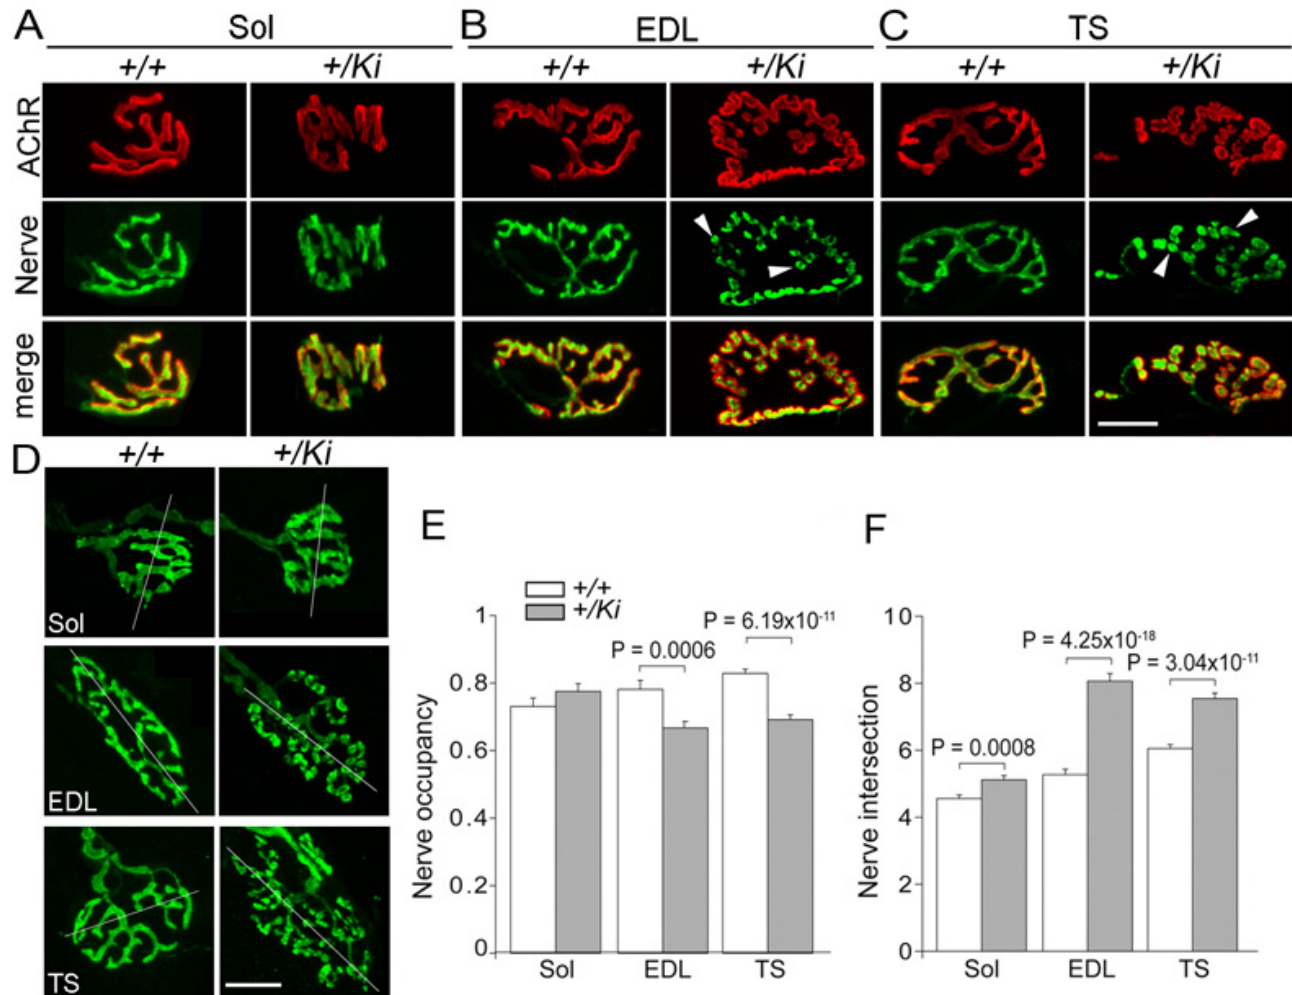 A Sol B EDL C TS
+/+ +/Ki +/+ +/Ki +/+ +/Ki
AChR
Nerve
merge
D +/+ +/Ki
Sol
EDL
TS
E
+/+
+/Ki
P = 0.0006
P = 6.19x10⁻¹¹
Nerve occupancy
1
0.8
0.6
0.4
0.2
0
Sol EDL TS
F
P = 4.25x10⁻¹⁸
P = 3.04x10⁻¹¹
P = 0.0008
Nerve intersection
10
8
6
4
2
0
Sol EDL TS